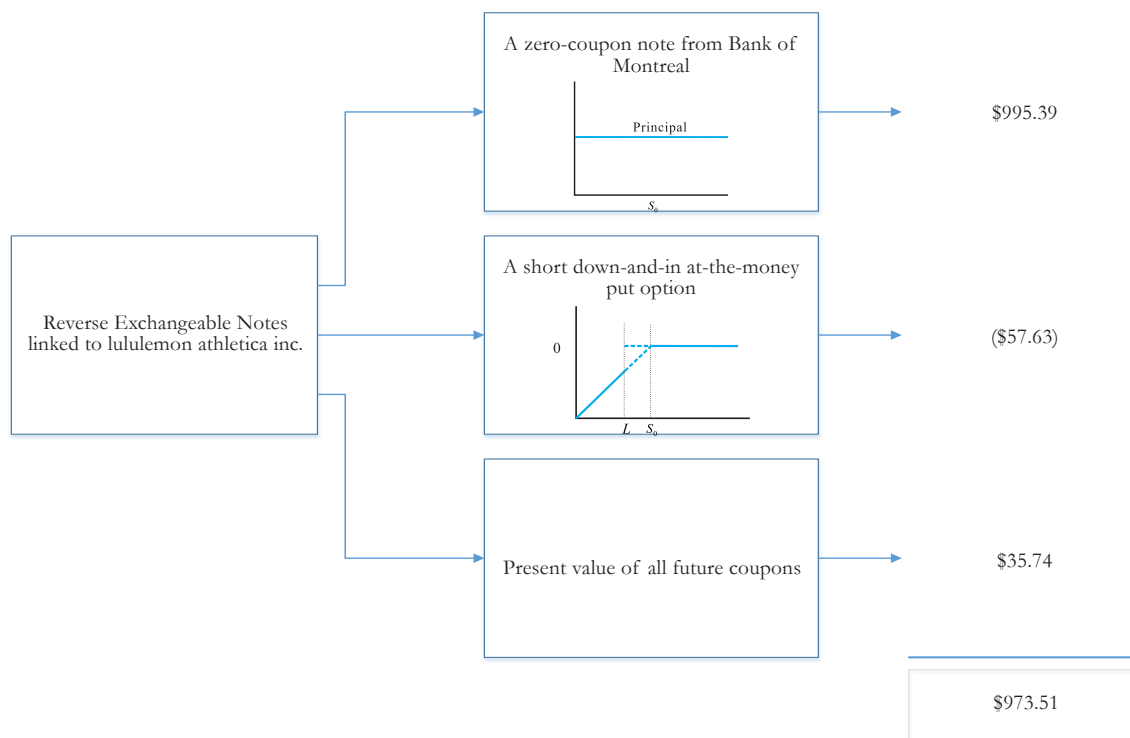 A zero-coupon note from Bank of
Montreal
Principal
S₀
$995.39
Reverse Exchangeable Notes
linked to lululemon athletica inc.
A short down-and-in at-the-money
put option
0
L S₀
($57.63)
Present value of all future coupons
$35.74
$973.51